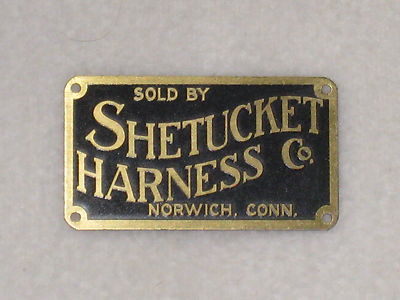 SOLD BY
SHETUCKET
HARNESS Co.
NORWICH, CONN.